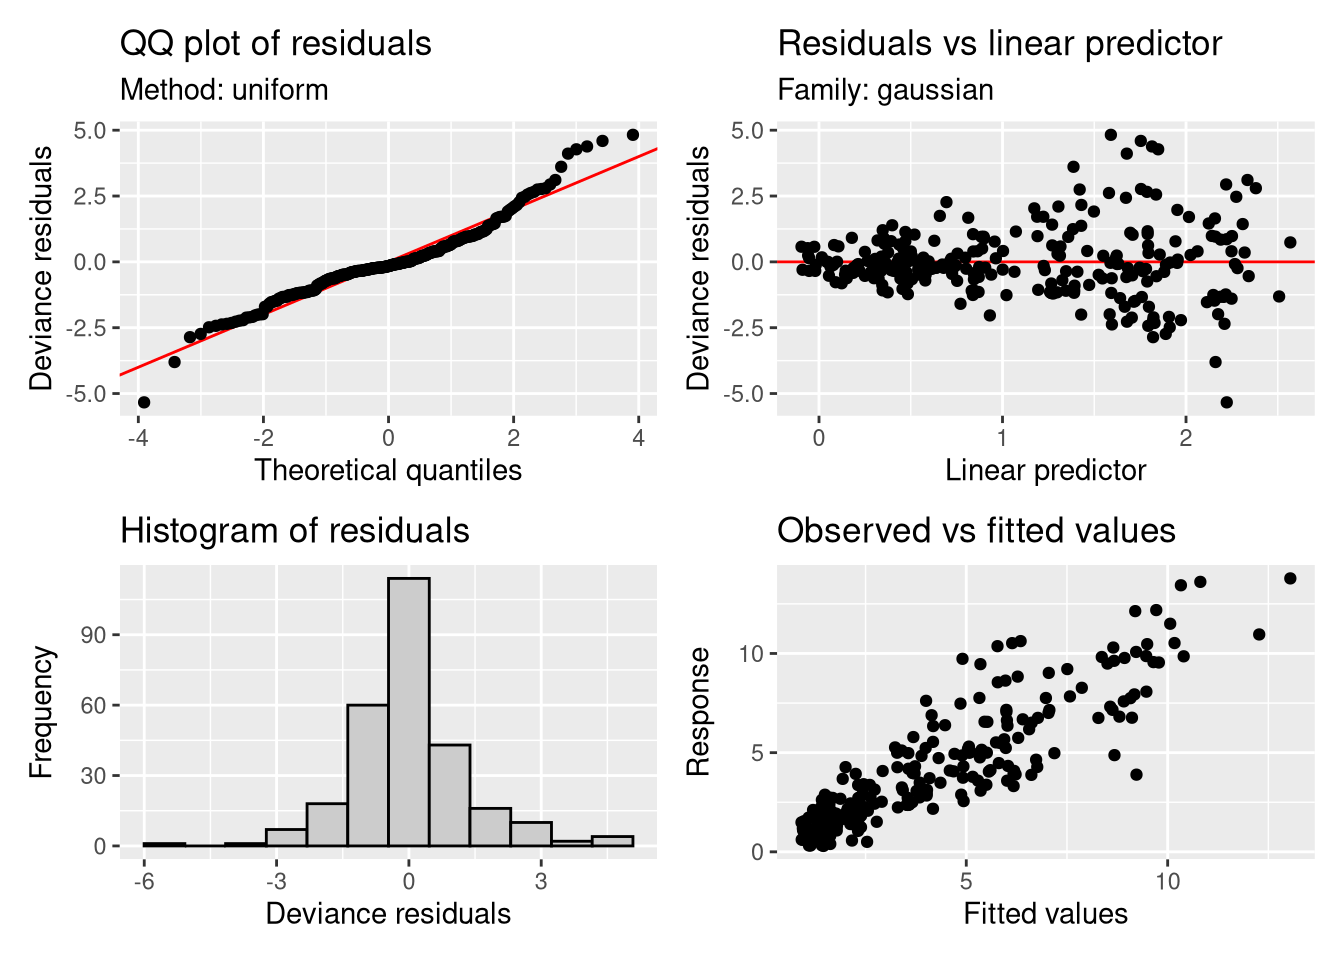 QQ plot of residuals
Method: uniform
5.0
2.5
0.0
-2.5
-5.0
Deviance residuals
-4
-2
0
2
4
Theoretical quantiles
Residuals vs linear predictor
Family: gaussian
5.0
2.5
0.0
-2.5
-5.0
Deviance residuals
0
1
2
Linear predictor
Histogram of residuals
90
60
30
0
Frequency
-6
-3
0
3
Deviance residuals
Observed vs fitted values
10
5
0
Response
5
10
Fitted values